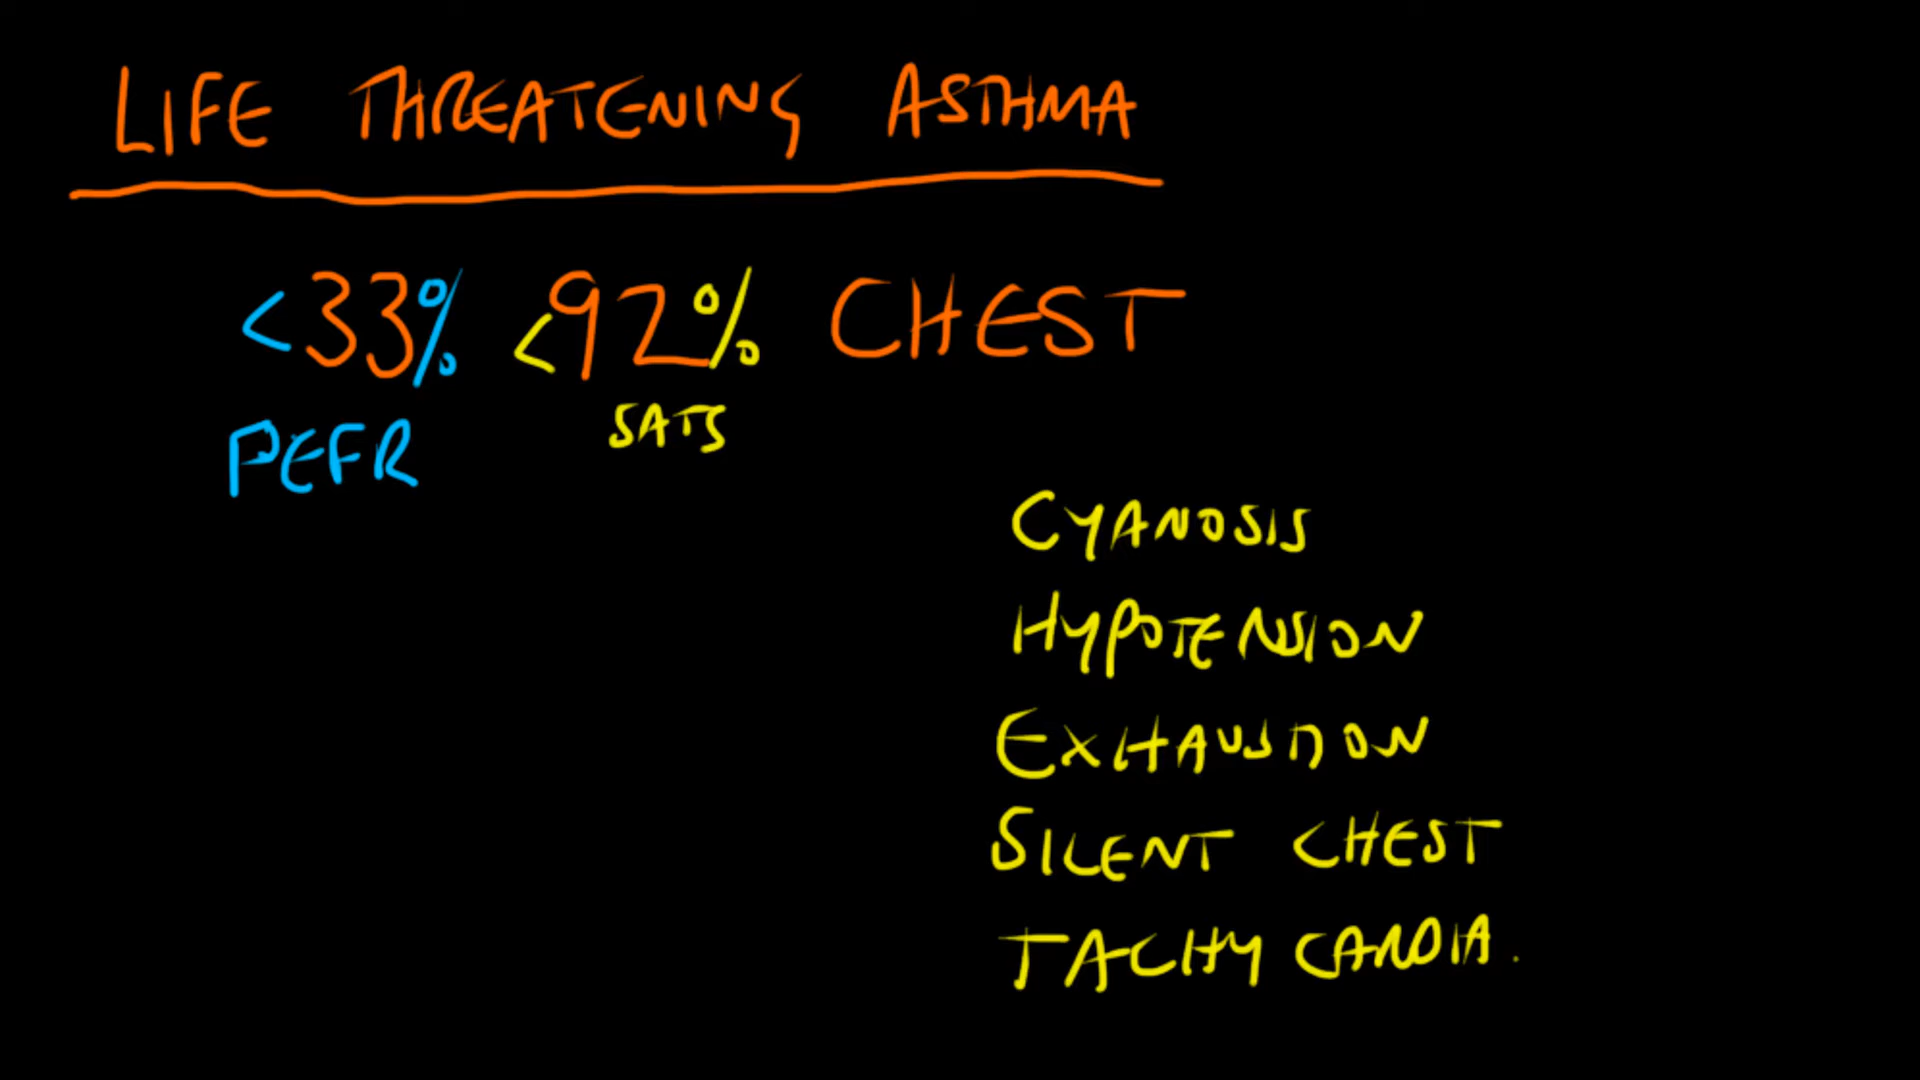 LIFE THREATENING ASTHMA
<33% <92% CHEST
PEFR SATS
CYANOSIS
HYPOTENSION
EXHAUSTION
SILENT CHEST
TACHYCARDIA.